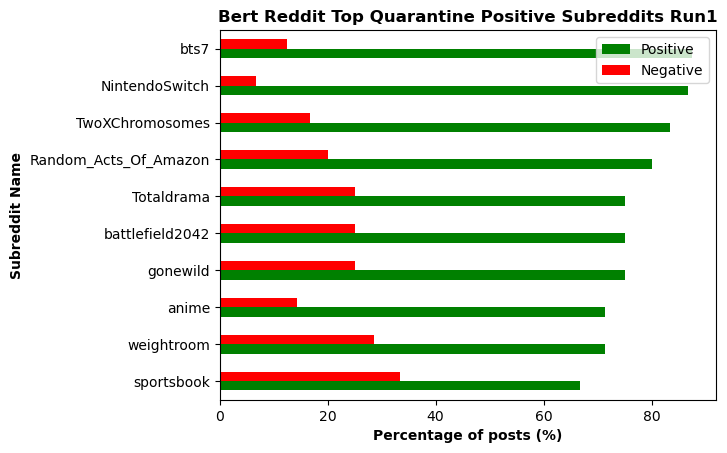 Bert Reddit Top Quarantine Positive Subreddits Run1
bts7
NintendoSwitch
TwoXChromosomes
Random_Acts_Of_Amazon
Totaldrama
battlefield2042
gonewild
anime
weightroom
sportsbook
Subreddit Name
Positive
Negative
0 20 40 60 80
Percentage of posts (%)